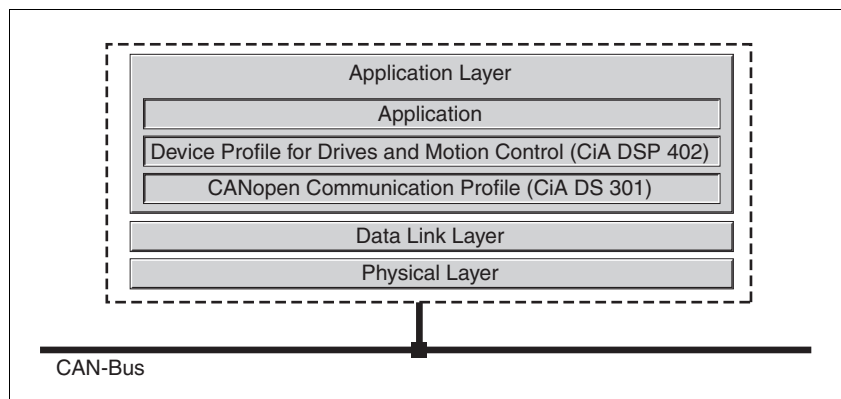 Application Layer
Application
Device Profile for Drives and Motion Control (CiA DSP 402)
CANopen Communication Profile (CiA DS 301)
Data Link Layer
Physical Layer
CAN-Bus